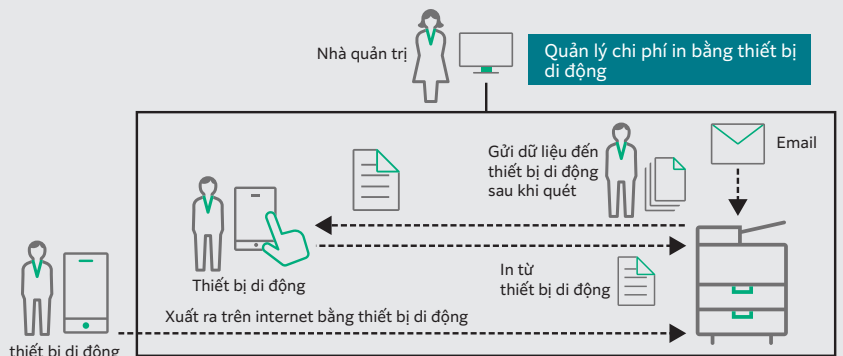 Nhà quản trị
Quản lý chi phí in bằng thiết bị
di động
Gửi dữ liệu đến
thiết bị di động
sau khi quét
Email
Thiết bị di động
In từ
thiết bị di động
Xuất ra trên internet bằng thiết bị di động
thiết bị di động